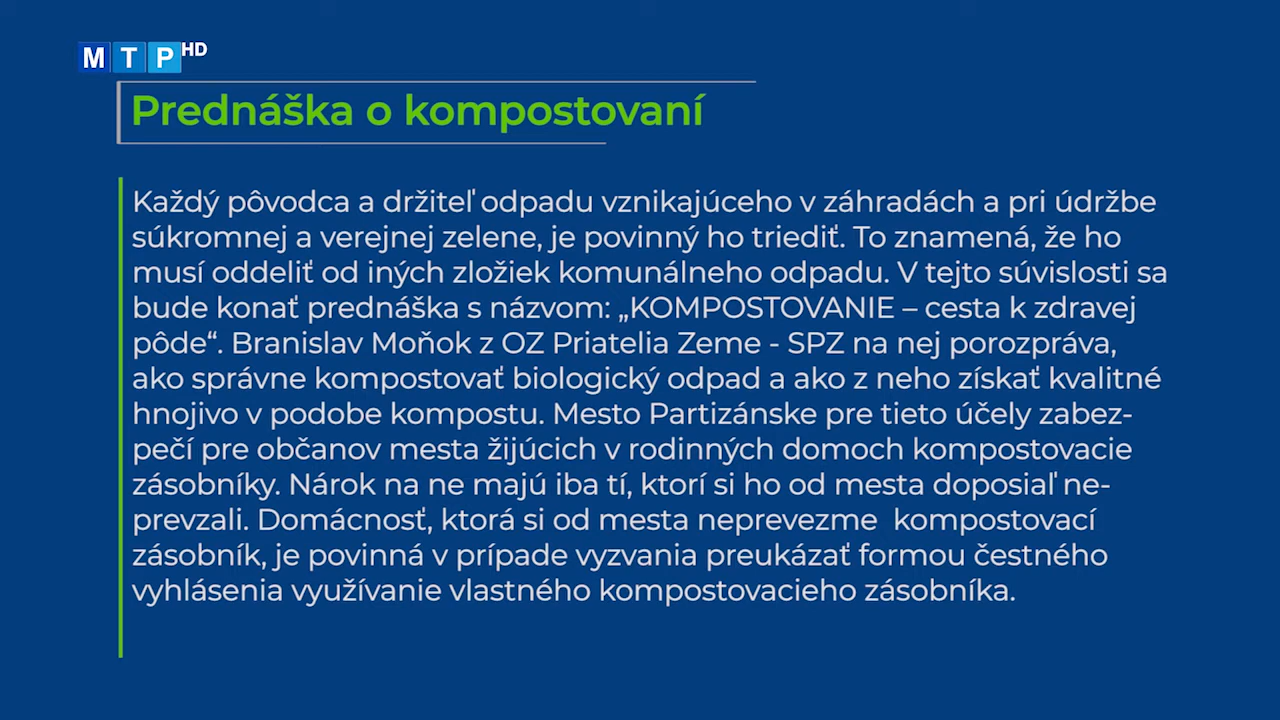 MTP HD
Prednáška o kompostovaní
Každý pôvodca a držiteľ odpadu vznikajúceho v záhradách a pri údržbe
súkromnej a verejnej zelene, je povinný ho triediť. To znamená, že ho
musí oddeliť od iných zložiek komunálneho odpadu. V tejto súvislosti sa
bude konať prednáška s názvom: „KOMPOSTOVANIE – cesta k zdravej
pôde“. Branislav Moňok z OZ Priatelia Zeme - SPZ na nej porozpráva,
ako správne kompostovať biologický odpad a ako z neho získať kvalitné
hnojivo v podobe kompostu. Mesto Partizánske pre tieto účely zabez-
pečí pre občanov mesta žijúcich v rodinných domoch kompostovacie
zásobníky. Nárok na ne majú iba tí, ktorí si ho od mesta doposiaľ ne-
prevzali. Domácnosť, ktorá si od mesta neprevezme  kompostovací
zásobník, je povinná v prípade vyzvania preukázať formou čestného
vyhlásenia využívanie vlastného kompostovacieho zásobníka.